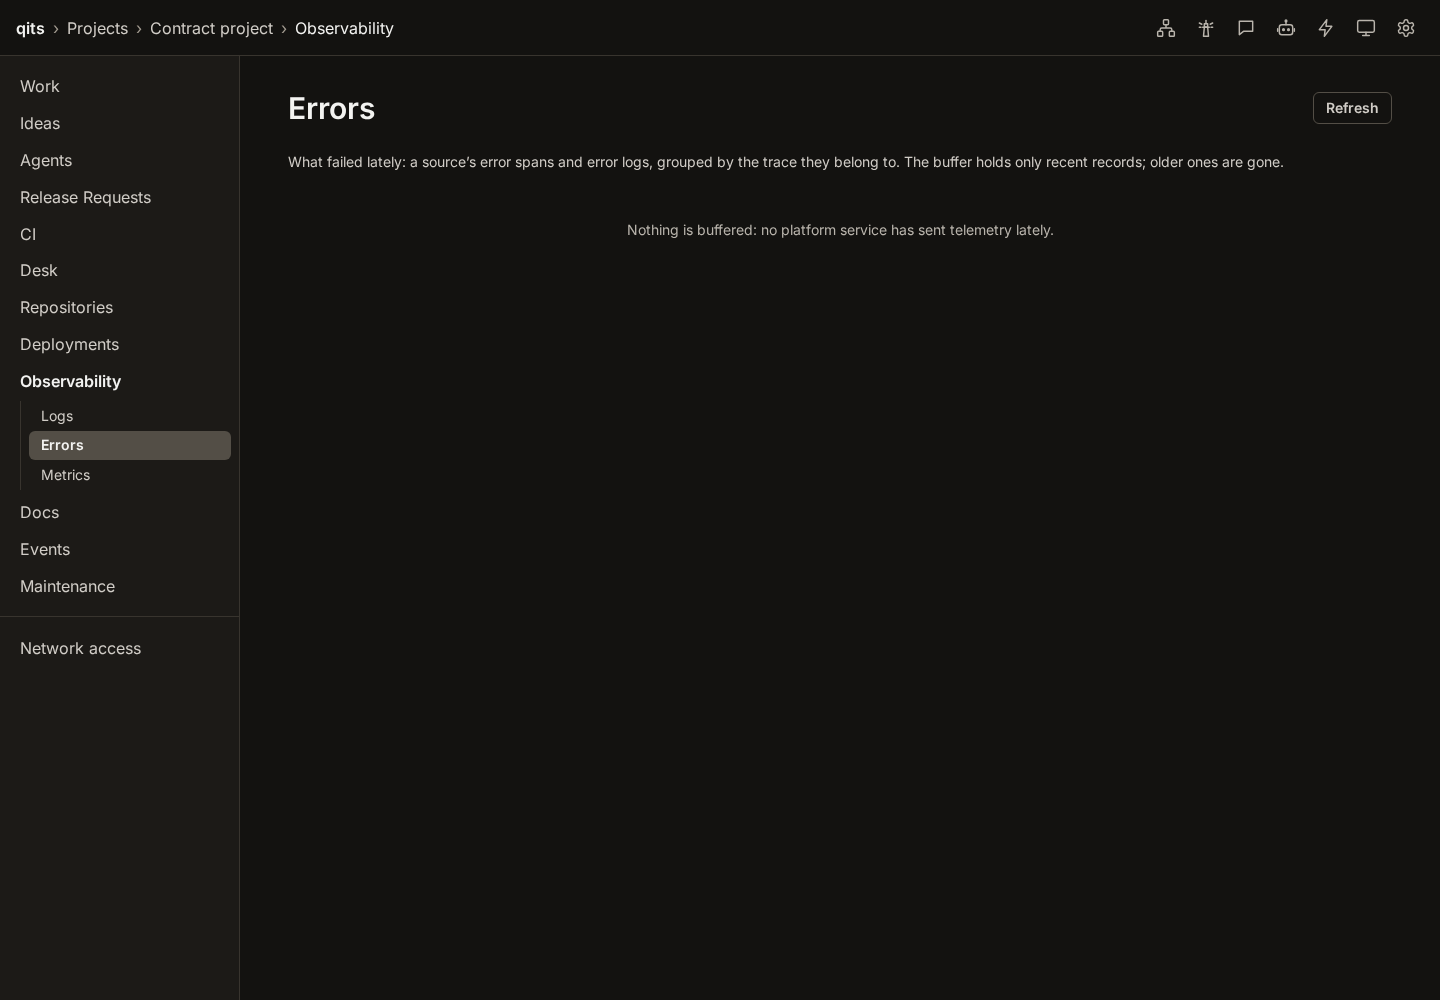 qits › Projects › Contract project › Observability
Work
Ideas
Agents
Release Requests
CI
Desk
Repositories
Deployments
Observability
Logs
Errors
Metrics
Docs
Events
Maintenance
Network access
Errors
Refresh
What failed lately: a source’s error spans and error logs, grouped by the trace they belong to. The buffer holds only recent records; older ones are gone.
Nothing is buffered: no platform service has sent telemetry lately.